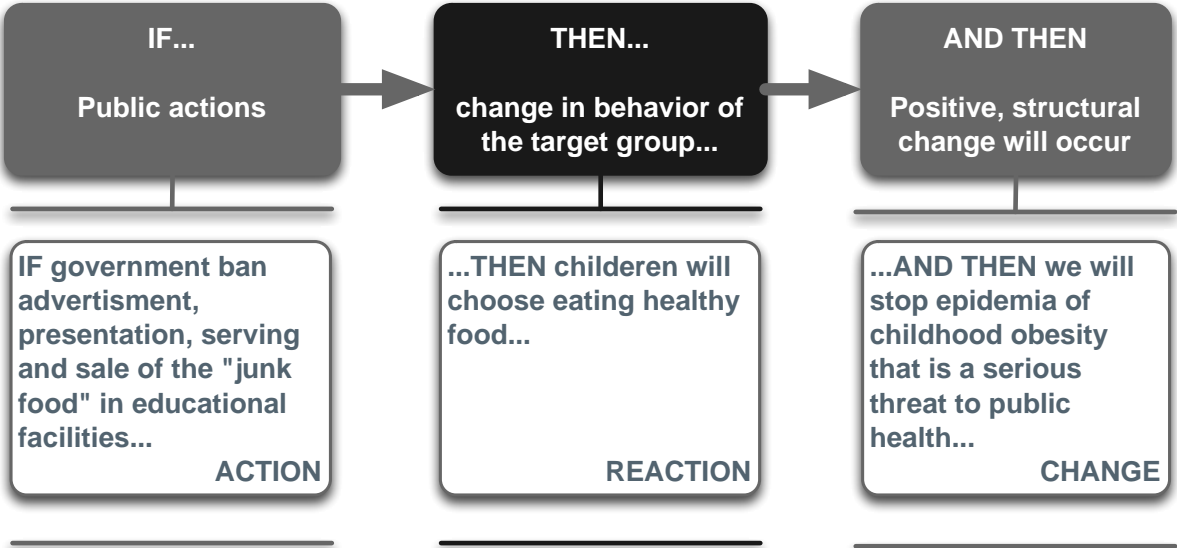 IF...
Public actions
THEN...
change in behavior of
the target group...
AND THEN
Positive, structural
change will occur
IF government ban
advertisment,
presentation, serving
and sale of the "junk
food" in educational
facilities...
ACTION
...THEN childeren will
choose eating healthy
food...
REACTION
...AND THEN we will
stop epidemia of
childhood obesity
that is a serious
threat to public
health...
CHANGE